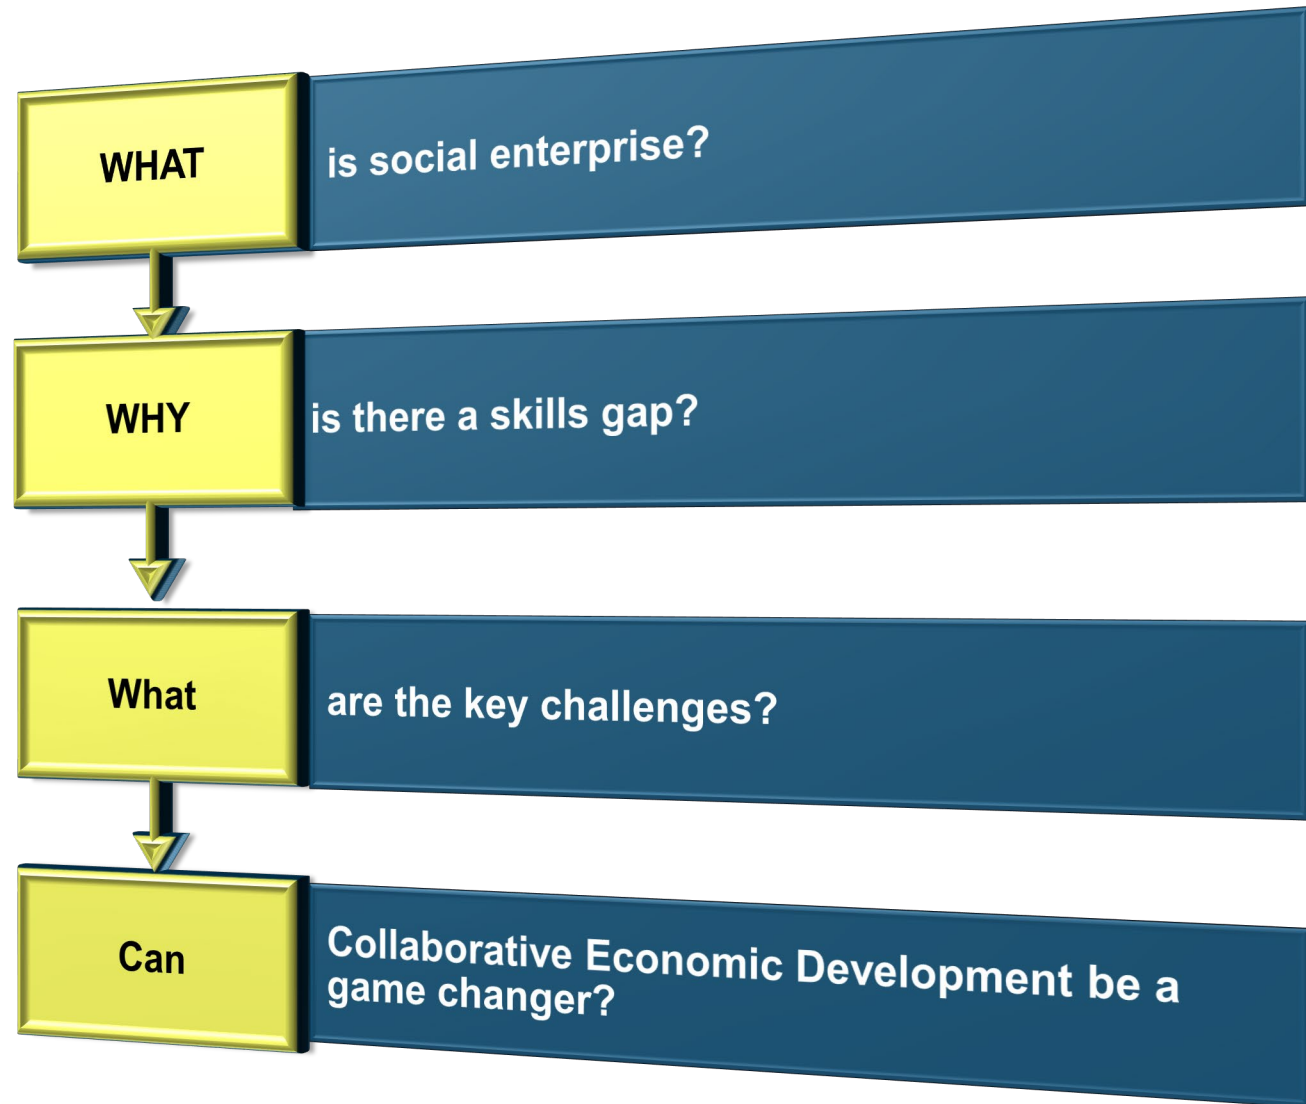 WHAT
is social enterprise?
WHY
is there a skills gap?
What
are the key challenges?
Can
Collaborative Economic Development be a
game changer?